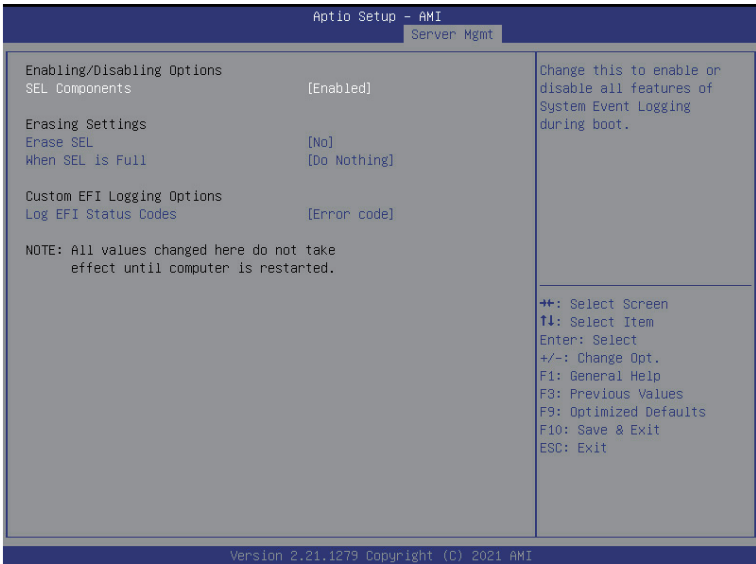 Aptio Setup – AMI
Server Mgmt
Enabling/Disabling Options
SEL Components [Enabled]
Erasing Settings
Erase SEL [No]
When SEL is Full [Do Nothing]
Custom EFI Logging Options
Log EFI Status Codes [Error code]
NOTE: All values changed here do not take
effect until computer is restarted.
Change this to enable or
disable all features of
System Event Logging
during boot.
→←: Select Screen
↑↓: Select Item
Enter: Select
+/-: Change Opt.
F1: General Help
F3: Previous Values
F9: Optimized Defaults
F10: Save & Exit
ESC: Exit
Version 2.21.1279 Copyright (C) 2021 AMI